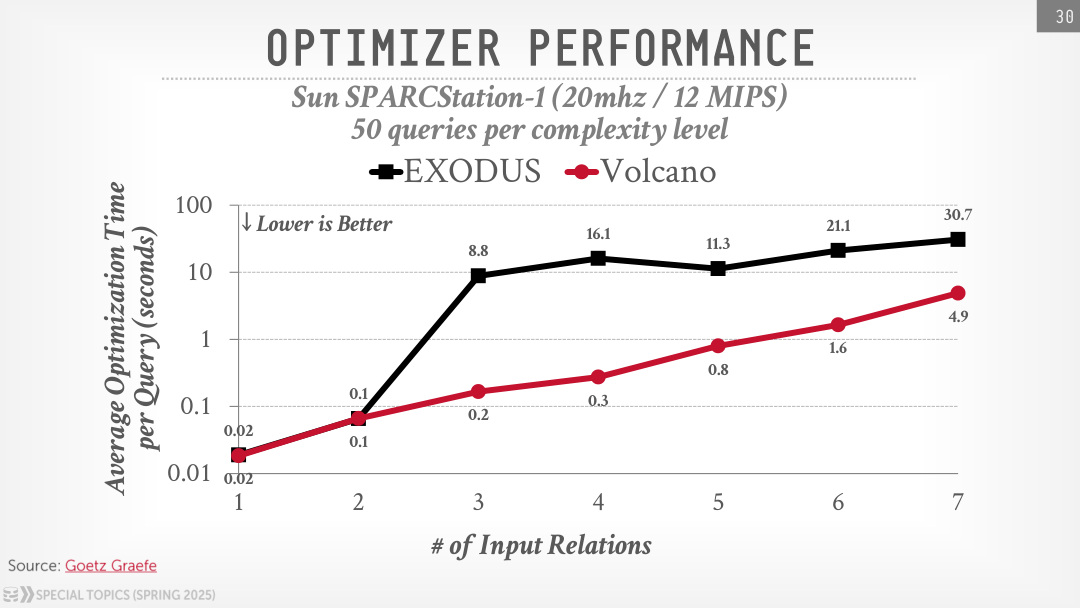 30
OPTIMIZER PERFORMANCE
Sun SPARCStation-1 (20mhz / 12 MIPS)
50 queries per complexity level
EXODUS Volcano
Average Optimization Time
per Query (seconds)
100
10
1
0.1
0.01
↓ Lower is Better
0.02
0.1
8.8
16.1
11.3
21.1
30.7
0.02
0.1
0.2
0.3
0.8
1.6
4.9
1 2 3 4 5 6 7
# of Input Relations
Source: Goetz Graefe
SPECIAL TOPICS (SPRING 2025)